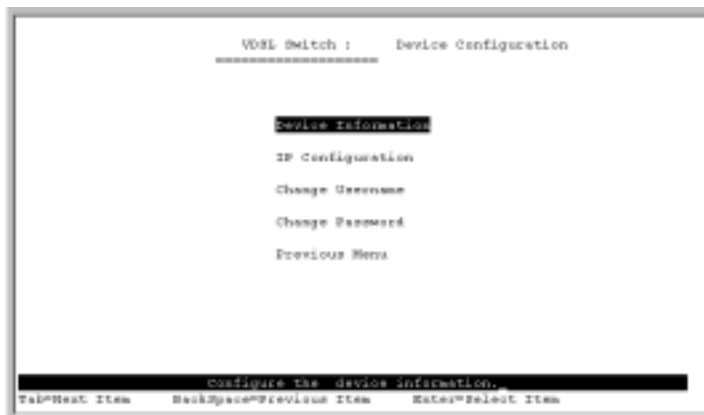 VDSL Switch : Device Configuration
====================
Device Information
IP Configuration
Change Username
Change Password
Previous Menu
Configure the device information._
Tab=Next Item BackSpace=Previous Item Enter=Select Item